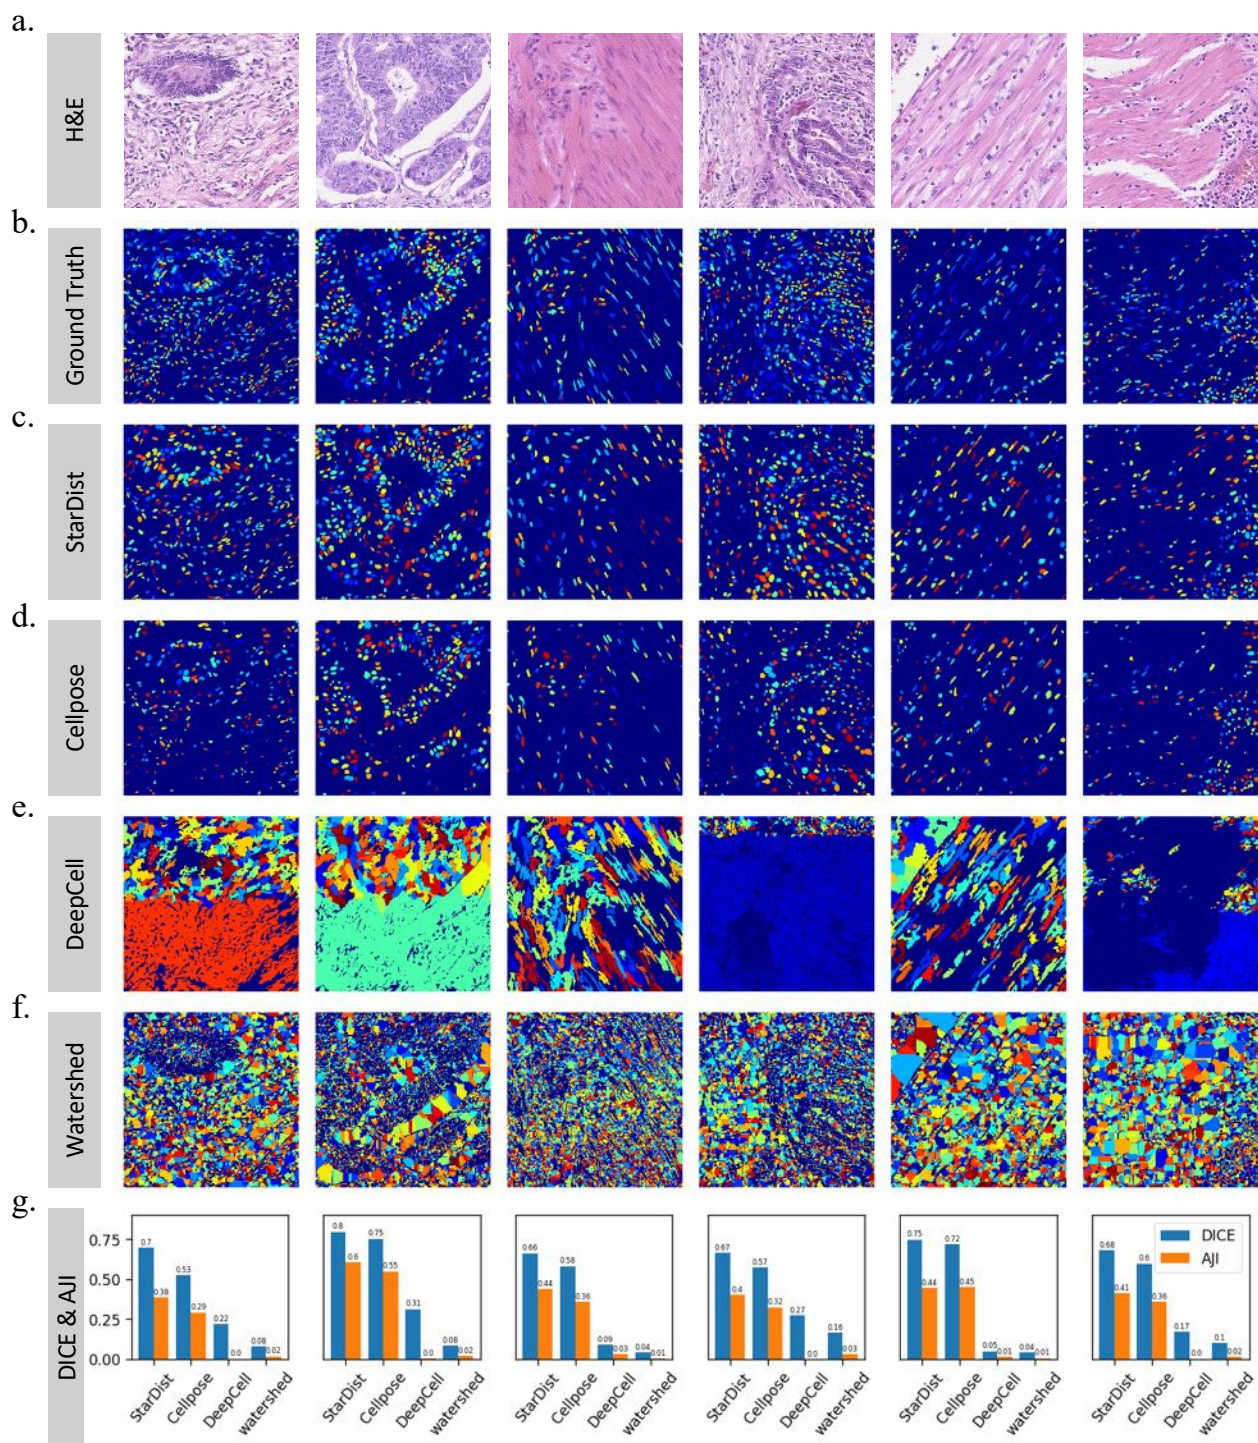 a.
H&E
b.
Ground Truth
c.
StarDist
d.
Cellpose
e.
DeepCell
f.
Watershed
g.
DICE & AJI
0.75
0.50
0.25
0.00
0.7
0.38
0.53
0.29
0.22
0.0
0.08
0.02
StarDist
Cellpose
DeepCell
watershed
0.8
0.6
0.75
0.55
0.31
0.0
0.08
0.02
StarDist
Cellpose
DeepCell
watershed
0.66
0.44
0.58
0.36
0.09
0.03
0.04
0.01
StarDist
Cellpose
DeepCell
watershed
0.67
0.4
0.57
0.32
0.27
0.0
0.16
0.03
StarDist
Cellpose
DeepCell
watershed
0.75
0.44
0.72
0.45
0.05
0.01
0.04
0.01
StarDist
Cellpose
DeepCell
watershed
DICE
AJI
0.68
0.41
0.6
0.36
0.17
0.0
0.1
0.02
StarDist
Cellpose
DeepCell
watershed